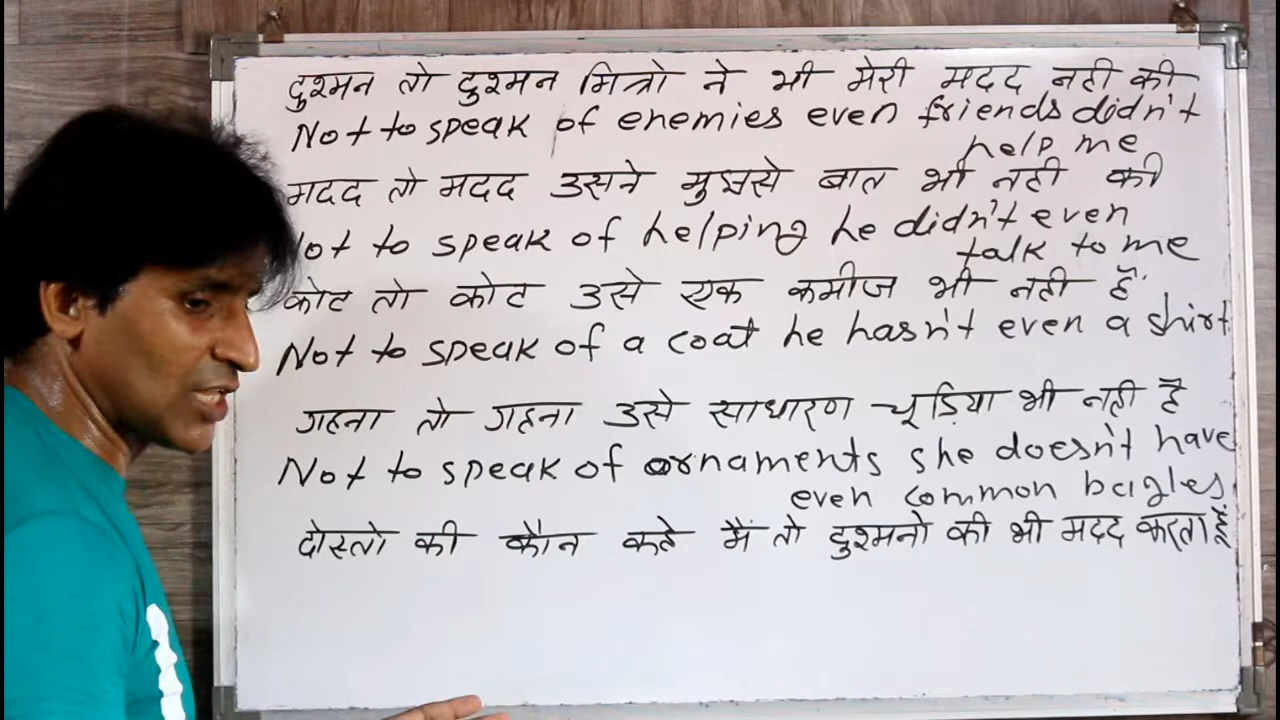 दुश्मन तो दुश्मन मित्रो ने भी मेरी मदद नही की
Not to speak of enemies even friends didn't
help me
मदद तो मदद उसने मुझसे बात भी नही की
Not to speak of helping he didn't even
talk to me
कोट तो कोट उसे एक कमीज भी नही हैं
Not to speak of a coat he hasn't even a shirt
गहना तो गहना उसे साधारण चूड़िया भी नही है
Not to speak of ornaments she doesn't have
even common bagles
दोस्तो की कौन कहे मैं तो दुश्मनो की भी मदद करता हूँ